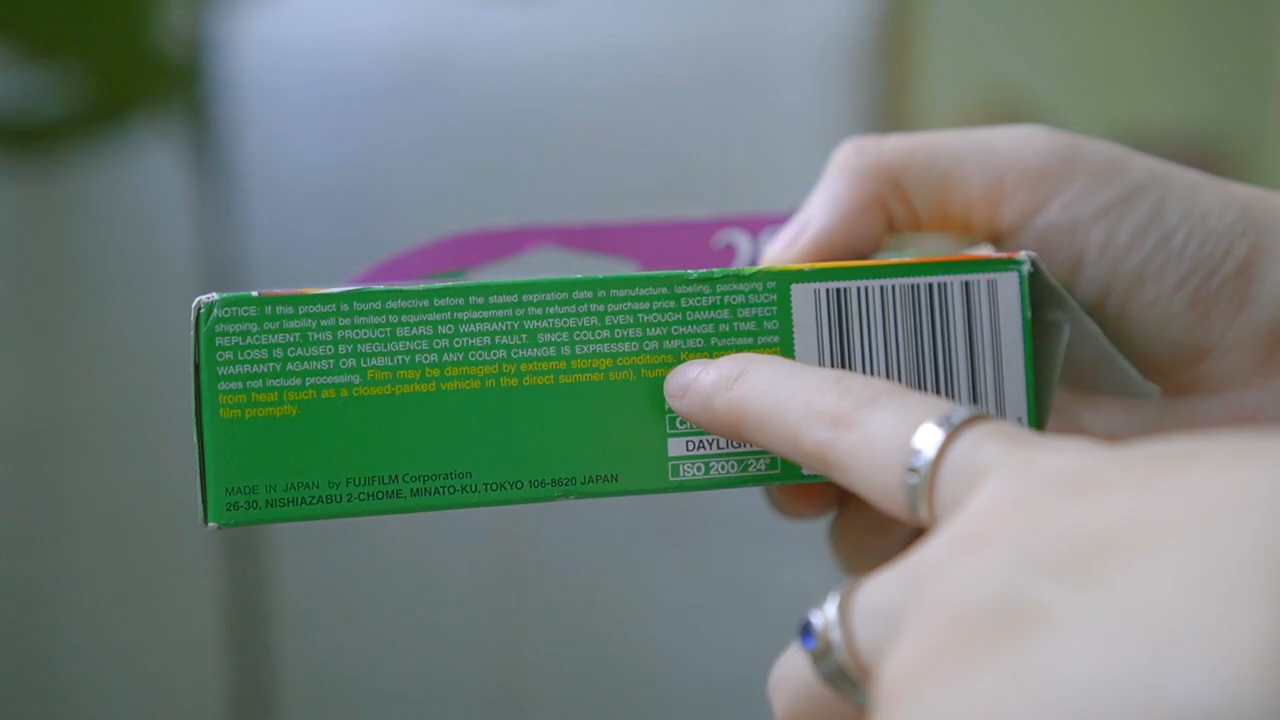 NOTICE: If this product is found defective before the stated expiration date in manufacture, labeling, packaging or
shipping, our liability will be limited to equivalent replacement or the refund of the purchase price. EXCEPT FOR SUCH
REPLACEMENT, THIS PRODUCT BEARS NO WARRANTY WHATSOEVER, EVEN THOUGH DAMAGE, DEFECT
OR LOSS IS CAUSED BY NEGLIGENCE OR OTHER FAULT. SINCE COLOR DYES MAY CHANGE IN TIME, NO
WARRANTY AGAINST OR LIABILITY FOR ANY COLOR CHANGE IS EXPRESSED OR IMPLIED. Purchase price
does not include processing. Film may be damaged by extreme storage conditions. Keep cool, protect
from heat (such as a closed-parked vehicle in the direct summer sun),
film promptly.
MADE IN JAPAN by FUJIFILM Corporation
26-30, NISHIAZABU 2-CHOME, MINATO-KU, TOKYO 106-8620 JAPAN
ISO 200/24°